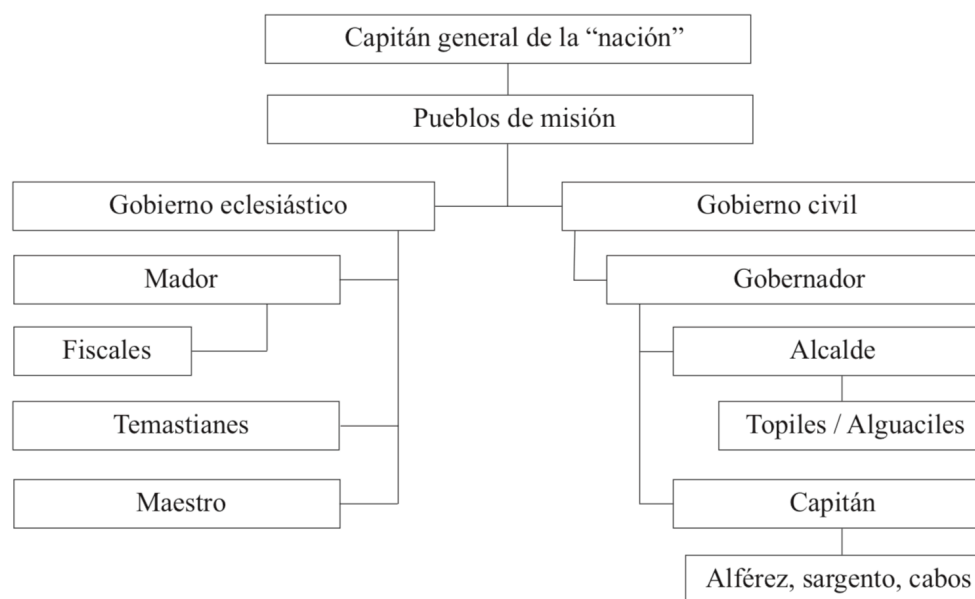 Capitán general de la “nación”
Pueblos de misión
Gobierno eclesiástico
Gobierno civil
Mador
Gobernador
Fiscales
Alcalde
Temastianes
Topiles / Alguaciles
Maestro
Capitán
Alférez, sargento, cabos